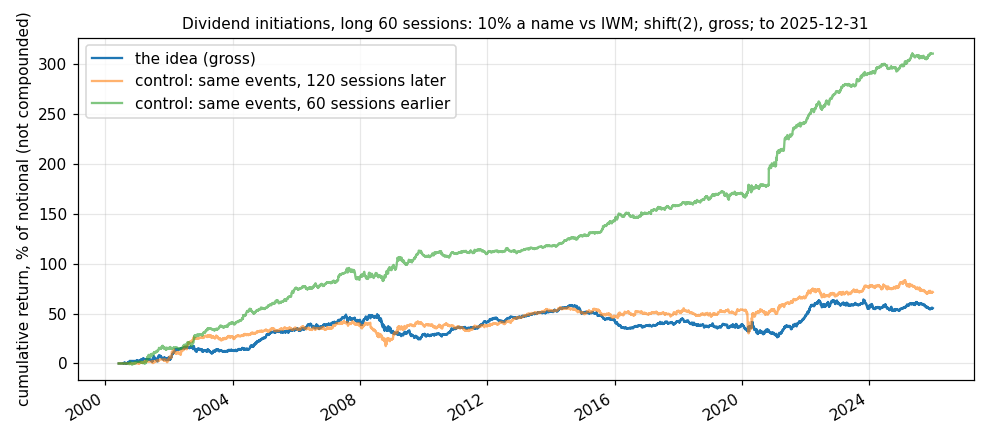 Dividend initiations, long 60 sessions: 10% a name vs IWM; shift(2), gross; to 2025-12-31
cumulative return, % of notional (not compounded)
the idea (gross)
control: same events, 120 sessions later
control: same events, 60 sessions earlier
300
250
200
150
100
50
0
2000
2004
2008
2012
2016
2020
2024